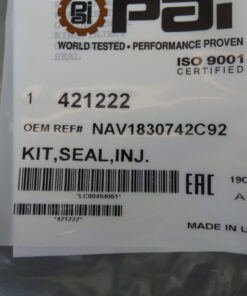 PAI
WORLD TESTED • PERFORMANCE PROVEN
ISO 9001
CERTIFIED
1 421222
OEM REF# NAV1830742C92
KIT,SEAL,INJ.
*LC00494001*
EAC
*421222*
MADE IN U